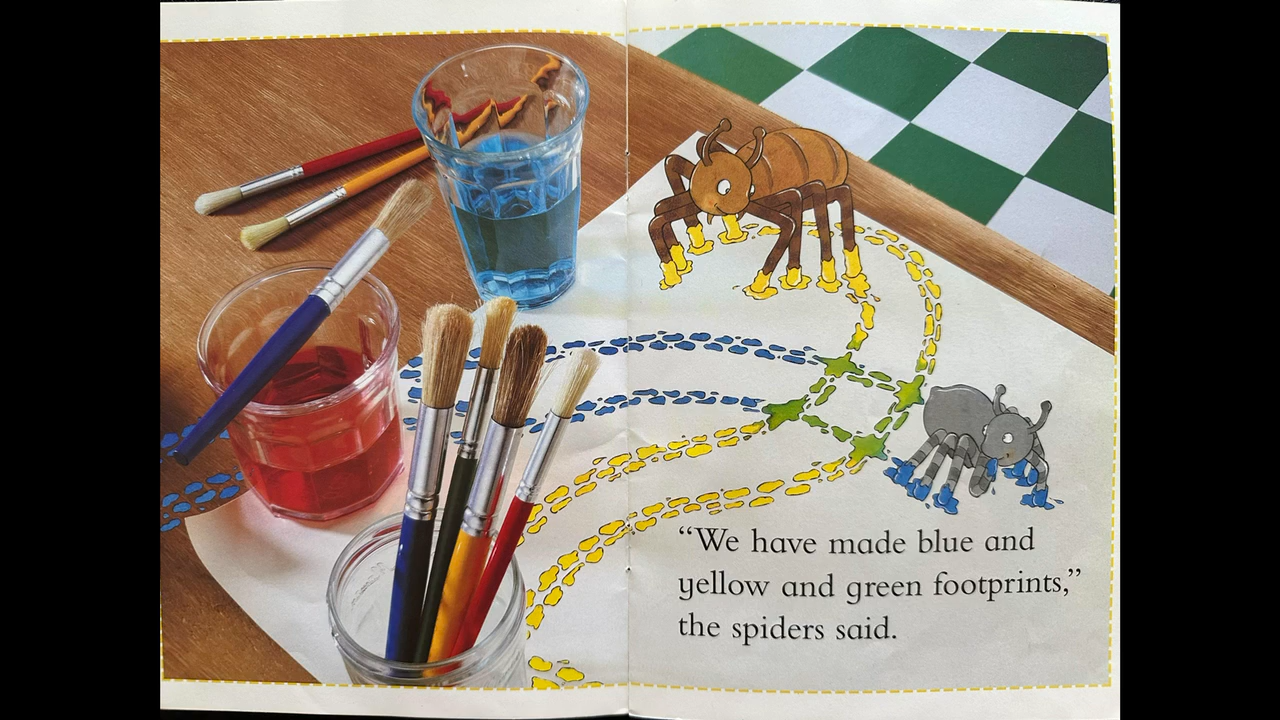 “We have made blue and
yellow and green footprints,”
the spiders said.